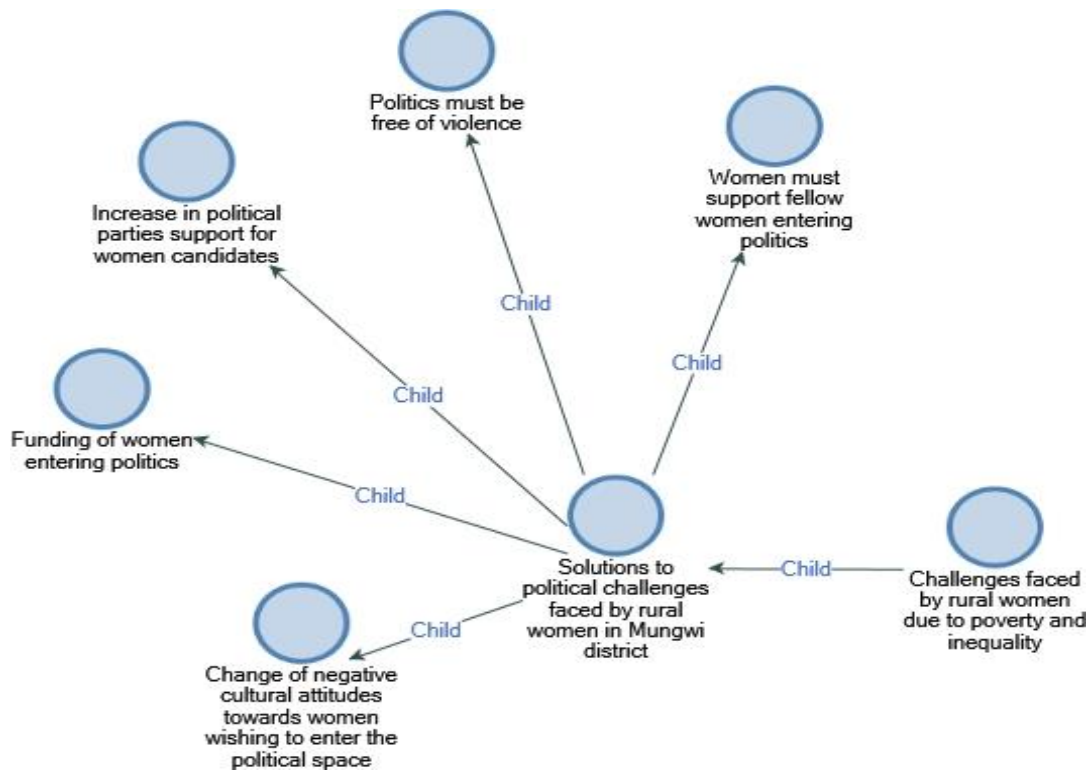 Politics must be
free of violence
Women must
support fellow
women entering
politics
Increase in political
parties support for
women candidates
Child
Child
Child
Funding of women
entering politics
Child
Child
Solutions to
political challenges
faced by rural
women in Mungwi
district
Challenges faced
by rural women
due to poverty and
inequality
Child
Change of negative
cultural attitudes
towards women
wishing to enter the
political space